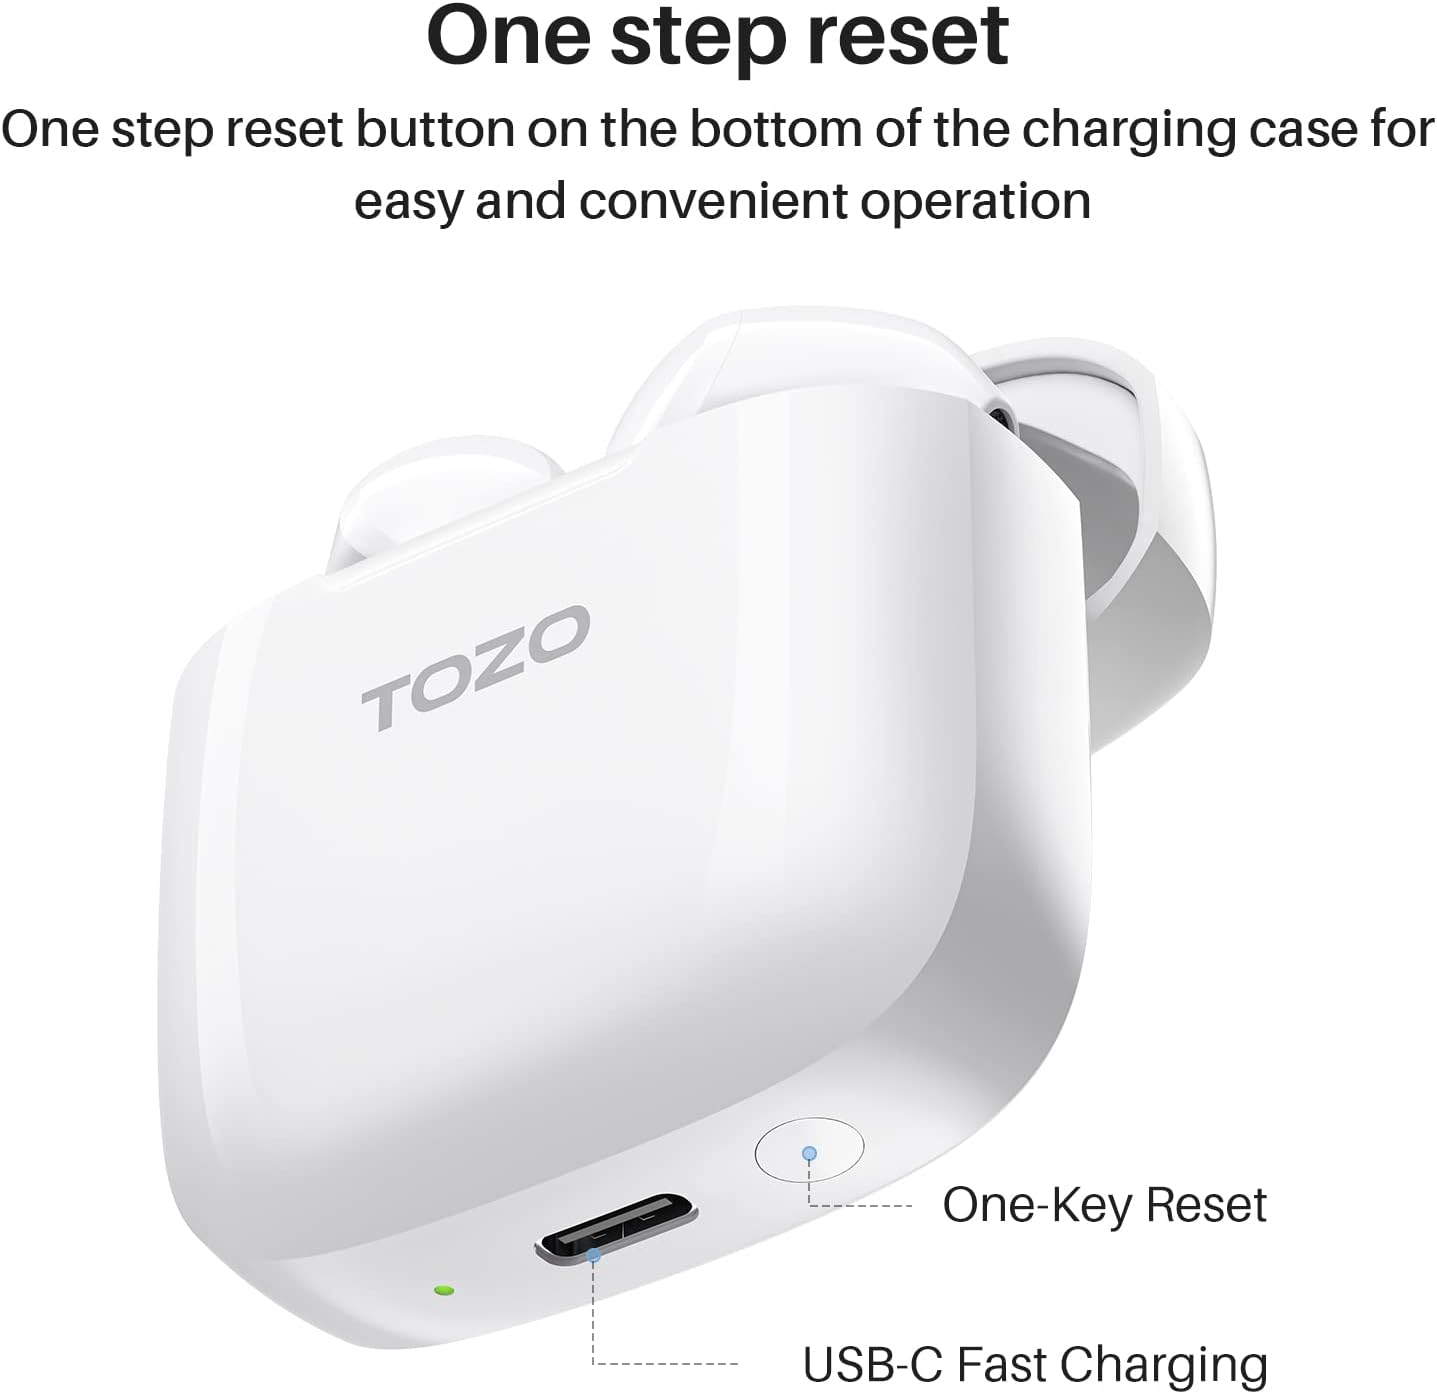 One step reset
One step reset button on the bottom of the charging case for
easy and convenient operation
TOZO
One-Key Reset
USB-C Fast Charging